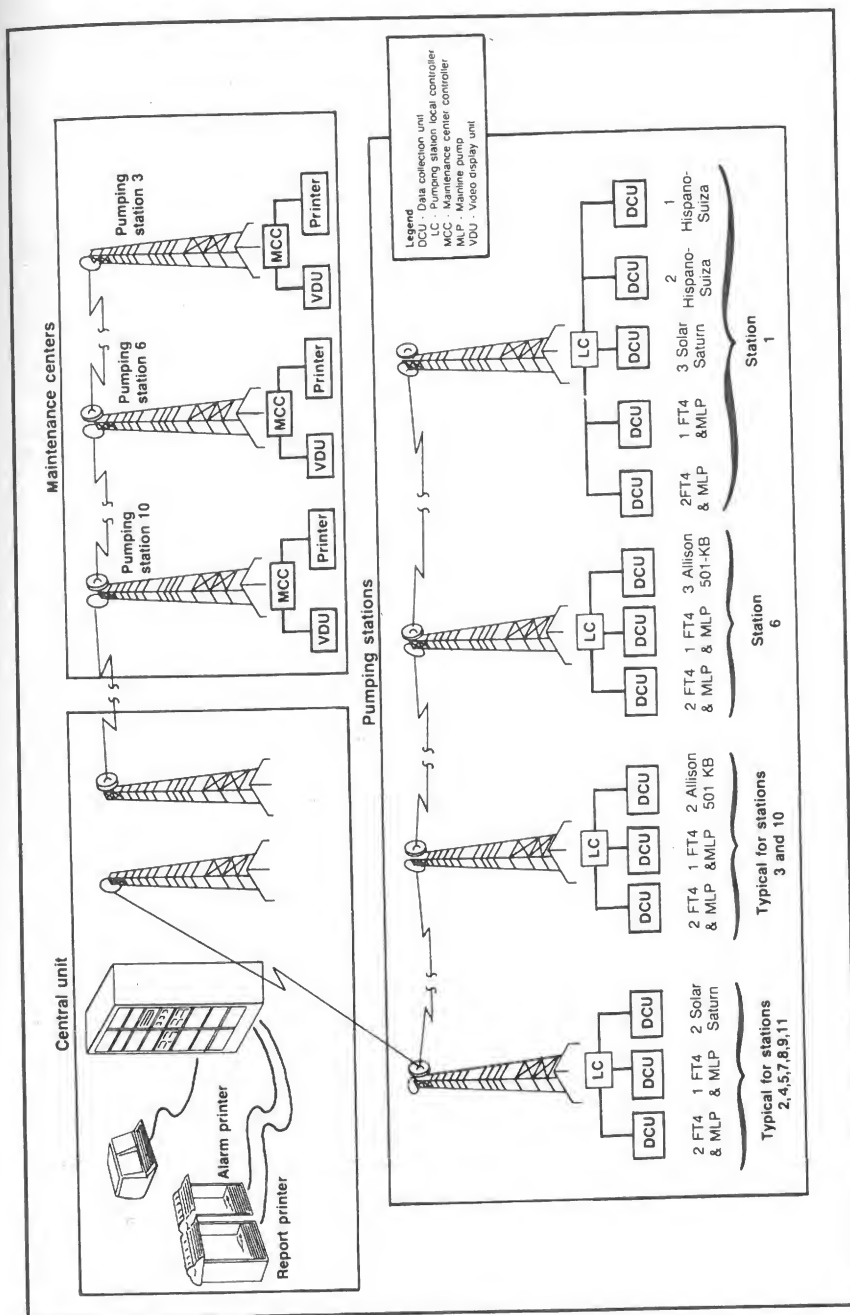 Central unit
Alarm printer
Report printer
Maintenance centers
Pumping
station 10
MCC
VDU
Printer
Pumping
station 6
MCC
VDU
Printer
Pumping
station 3
MCC
VDU
Printer
Pumping stations
Legend
DCU - Data collection unit
LC - Pumping station local controller
MCC - Maintenance center controller
MLP - Mainline pump
VDU - Video display unit
LC
DCU
DCU
DCU
2 FT4
& MLP
1 FT4
& MLP
2 Solar
Saturn
Typical for stations
2,4,5,7,8,9,11
LC
DCU
DCU
DCU
2 FT4
& MLP
1 FT4
&MLP
2 Allison
501 KB
Typical for stations
3 and 10
LC
DCU
DCU
DCU
2 FT4
& MLP
1 FT4
& MLP
3 Allison
501-KB
Station
6
LC
DCU
DCU
DCU
DCU
DCU
2FT4
& MLP
1 FT4
&MLP
3 Solar
Saturn
2
Hispano-
Suiza
1
Hispano-
Suiza
Station
1